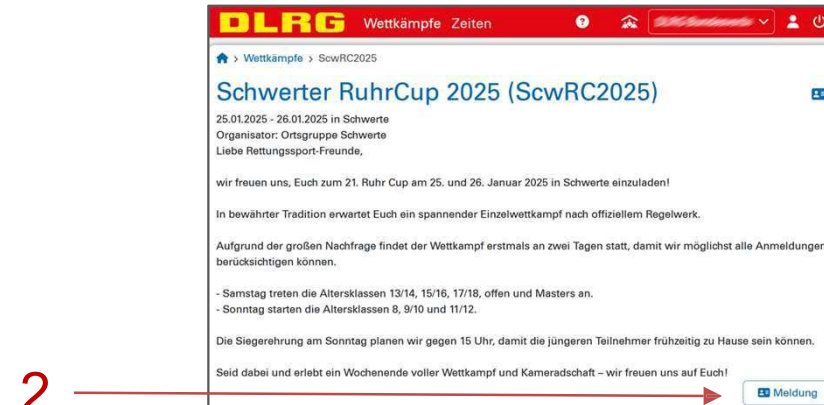 DLRG Wettkämpfe Zeiten ?
> Wettkämpfe > ScwRC2025
Schwerter RuhrCup 2025 (ScwRC2025)
25.01.2025 - 26.01.2025 in Schwerte
Organisator: Ortsgruppe Schwerte
Liebe Rettungssport-Freunde,
wir freuen uns, Euch zum 21. Ruhr Cup am 25. und 26. Januar 2025 in Schwerte einzuladen!
In bewährter Tradition erwartet Euch ein spannender Einzelwettkampf nach offiziellem Regelwerk.
Aufgrund der großen Nachfrage findet der Wettkampf erstmals an zwei Tagen statt, damit wir möglichst alle Anmeldungen
berücksichtigen können.
- Samstag treten die Altersklassen 13/14, 15/16, 17/18, offen und Masters an.
- Sonntag starten die Altersklassen 8, 9/10 und 11/12.
Die Siegerehrung am Sonntag planen wir gegen 15 Uhr, damit die jüngeren Teilnehmer frühzeitig zu Hause sein können.
Seid dabei und erlebt ein Wochenende voller Wettkampf und Kameradschaft – wir freuen uns auf Euch!
2
Meldung